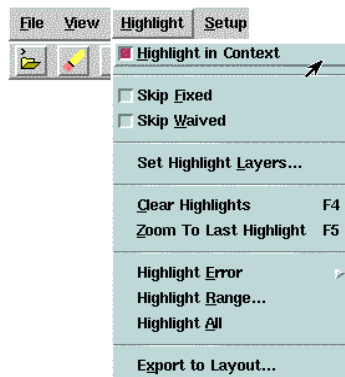 File View Highlight Setup
Highlight in Context
Skip Fixed
Skip Waived
Set Highlight Layers...
Clear Highlights F4
Zoom To Last Highlight F5
Highlight Error
Highlight Range...
Highlight All
Export to Layout...